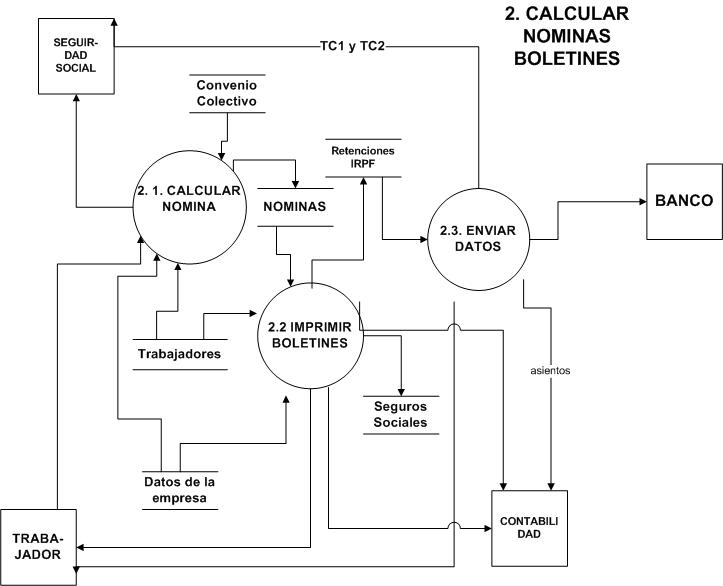 2. CALCULAR
NOMINAS
BOLETINES
SEGUIR-
DAD
SOCIAL
TC1 y TC2
Convenio
Colectivo
Retenciones
IRPF
2. 1. CALCULAR
NOMINA
NOMINAS
2.3. ENVIAR
DATOS
BANCO
2.2 IMPRIMIR
BOLETINES
Trabajadores
asientos
Seguros
Sociales
Datos de la
empresa
TRABA-
JADOR
CONTABILI
DAD